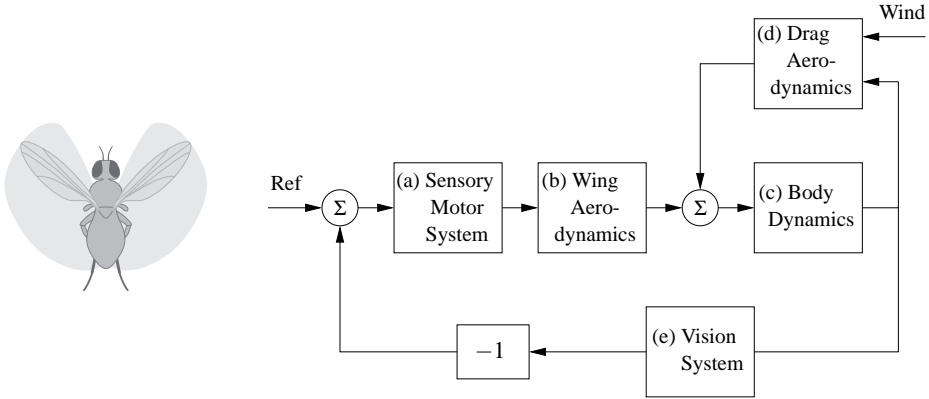 Wind
(d) Drag
Aero-
dynamics
Ref
Σ
(a) Sensory
Motor
System
(b) Wing
Aero-
dynamics
Σ
(c) Body
Dynamics
−1
(e) Vision
System